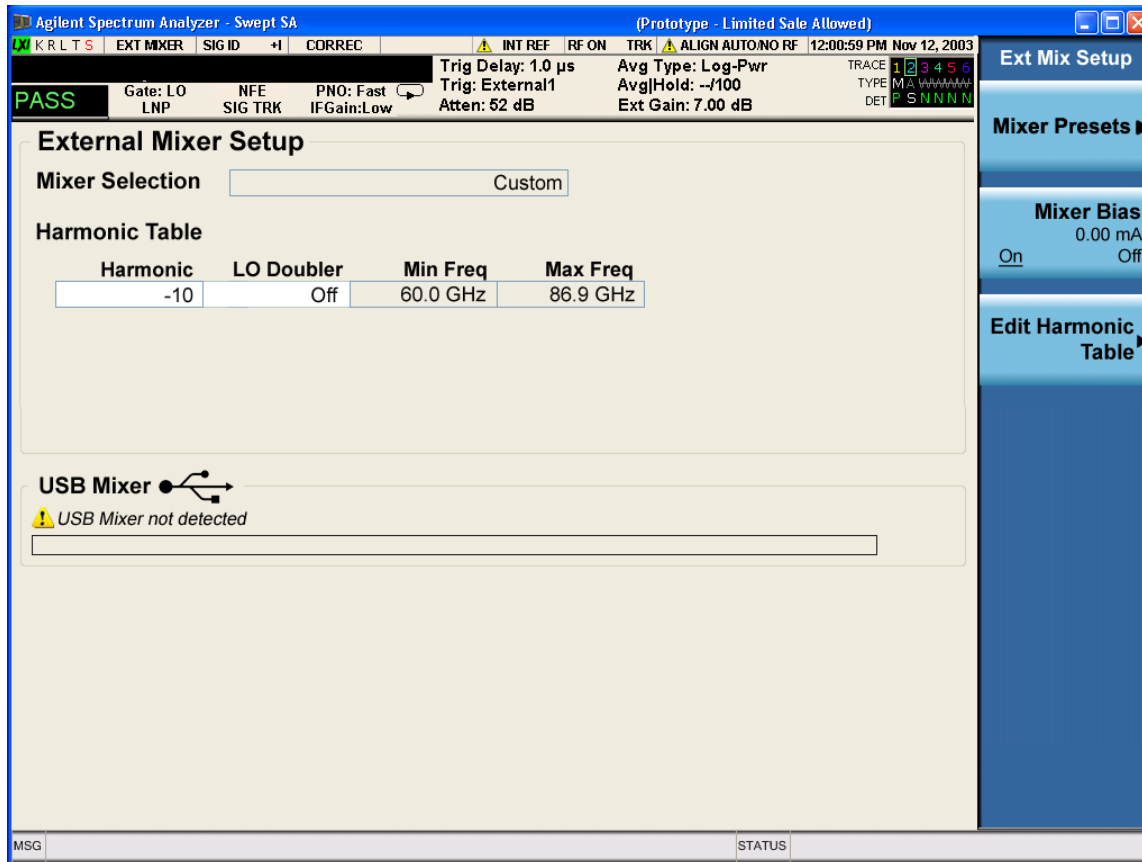 Agilent Spectrum Analyzer - Swept SA (Prototype - Limited Sale Allowed)
LXI K R L T S EXT MIXER SIG ID +I CORREC INT REF RF ON TRK ALIGN AUTO/NO RF 12:00:59 PM Nov 12, 2003
PASS
Gate: LO
LNP
NFE
SIG TRK
PNO: Fast
IFGain:Low
Trig Delay: 1.0 µs
Trig: External1
Atten: 52 dB
Avg Type: Log-Pwr
Avg|Hold: --/100
Ext Gain: 7.00 dB
TRACE 1 2 3 4 5 6
TYPE M A W W W W
DET P S N N N N
External Mixer Setup
Mixer Selection Custom
Harmonic Table
Harmonic LO Doubler Min Freq Max Freq
-10 Off 60.0 GHz 86.9 GHz
USB Mixer
USB Mixer not detected
Ext Mix Setup
Mixer Presets
Mixer Bias
0.00 mA
On Off
Edit Harmonic
Table
MSG STATUS